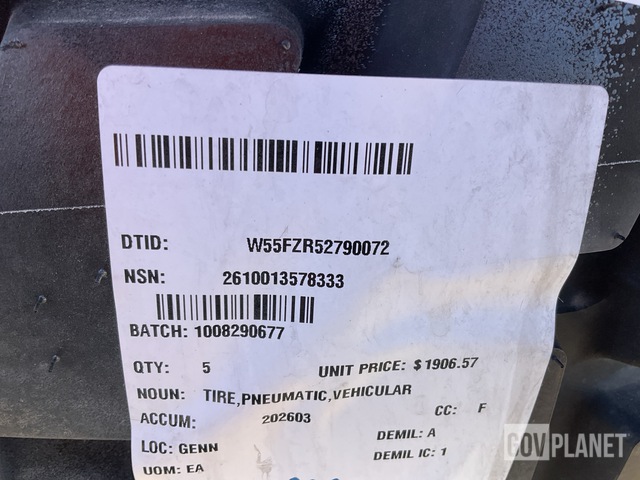 DTID: W55FZR52790072
NSN: 2610013578333
BATCH: 1008290677
QTY: 5 UNIT PRICE: $ 1906.57
NOUN: TIRE,PNEUMATIC,VEHICULAR
ACCUM: 202603 CC: F
LOC: GENN DEMIL: A
UOM: EA DEMIL IC: 1
GOVPLANET